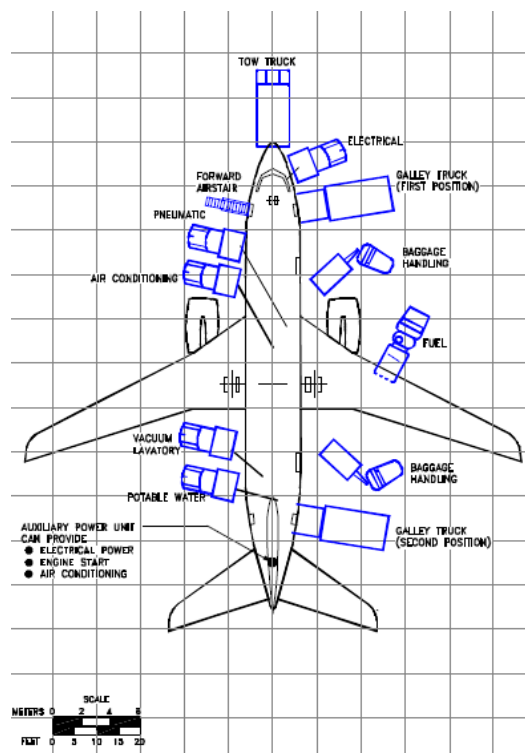 TOW TRUCK
ELECTRICAL
GALLEY TRUCK
(FIRST POSITION)
FORWARD
AIRSTAIR
PNEUMATIC
BAGGAGE
HANDLING
AIR CONDITIONING
FUEL
VACUUM
LAVATORY
BAGGAGE
HANDLING
POTABLE WATER
AUXILIARY POWER UNIT
CAN PROVIDE
● ELECTRICAL POWER
● ENGINE START
● AIR CONDITIONING
GALLEY TRUCK
(SECOND POSITION)
SCALE
METERS 0 2 4 6
FEET 0 5 10 15 20